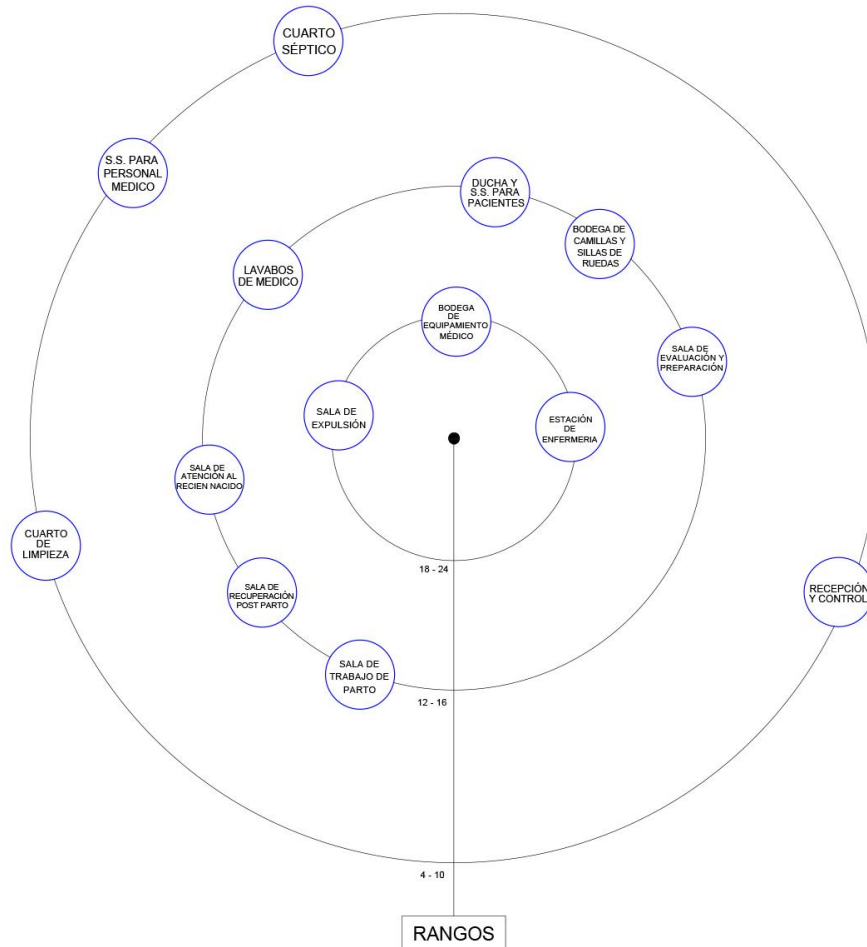 CUARTO
SÉPTICO
S.S. PARA
PERSONAL
MEDICO
DUCHA Y
S.S. PARA
PACIENTES
BODEGA DE
CAMILLAS Y
SILLAS DE
RUEDAS
LAVABOS
DE MEDICO
BODEGA
DE
EQUIPAMIENTO
MÉDICO
SALA DE
EVALUACIÓN Y
PREPARACIÓN
SALA DE
EXPULSIÓN
ESTACIÓN
DE
ENFERMERIA
SALA DE
ATENCIÓN AL
RECIEN NACIDO
CUARTO
DE
LIMPIEZA
SALA DE
RECUPERACIÓN
POST PARTO
18 - 24
RECEPCIÓN
Y CONTROL
SALA DE
TRABAJO DE
PARTO
12 - 16
4 - 10
RANGOS